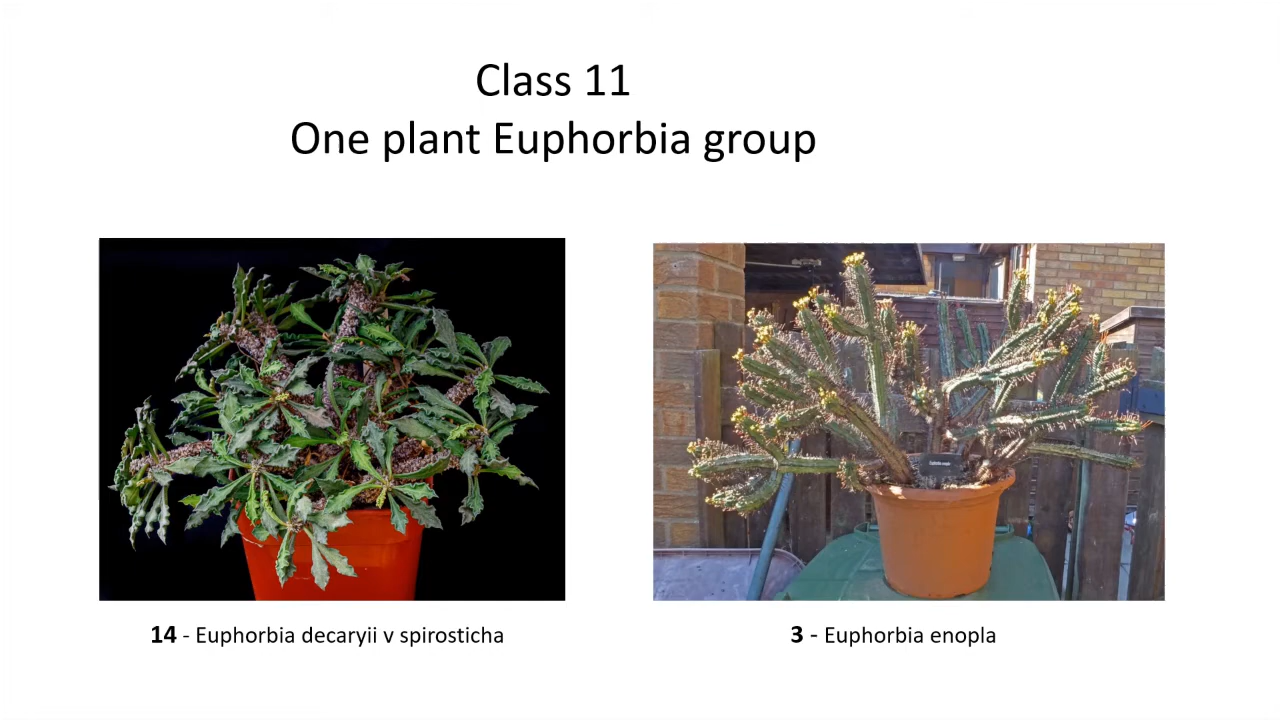 Class 11
One plant Euphorbia group
14 - Euphorbia decaryii v spirosticha
3 - Euphorbia enopla